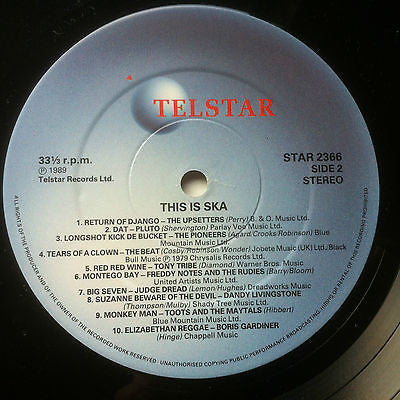 TELSTAR
33⅓ r.p.m.
℗ 1989
Telstar Records Ltd.
STAR 2366
SIDE 2
STEREO
THIS IS SKA
1. RETURN OF DJANGO – THE UPSETTERS (Perry) B. & O. Music Ltd.
2. DAT – PLUTO (Shervington) Parlay Voo Music Ltd.
3. LONGSHOT KICK DE BUCKET – THE PIONEERS (Agard/Crooks/Robinson) Blue
Mountain Music Ltd.
4. TEARS OF A CLOWN – THE BEAT (Cosby/Robinson/Wonder) Jobete Music (UK) Ltd./Black
Bull Music ℗ 1979 Chrysalis Records Ltd.
5. RED RED WINE – TONY TRIBE (Diamond) Warner Bros. Music
6. MONTEGO BAY – FREDDY NOTES AND THE RUDIES (Barry/Bloom)
United Artists Music Ltd.
7. BIG SEVEN – JUDGE DREAD (Lemon/Hughes) Dreadworks Music
8. SUZANNE BEWARE OF THE DEVIL – DANDY LIVINGSTONE
(Thompson/Mulby) Shady Tree Music Ltd.
9. MONKEY MAN – TOOTS AND THE MAYTALS (Hibbert)
Blue Mountain Music Ltd.
10. ELIZABETHAN REGGAE – BORIS GARDINER
(Hinge) Chappell Music
ALL RIGHTS OF THE PRODUCER AND OF THE OWNER OF THE RECORDED WORK RESERVED · UNAUTHORISED COPYING PUBLIC PERFORMANCE BROADCASTING HIRING OR RENTAL OF THIS RECORDING PROHIBITED